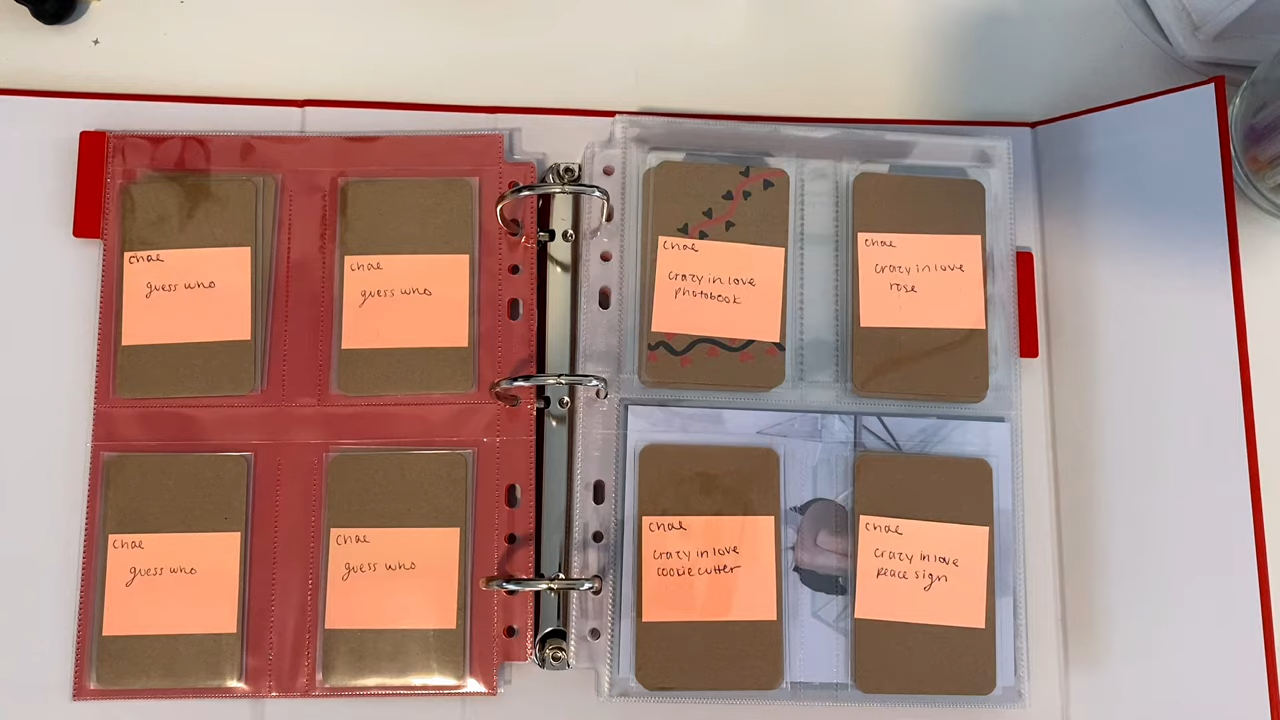 Chae
guess who
Chae
guess who
Chae
guess who
Chae
guess who
Chae
crazy in love
photobook
Chae
crazy in love
rose
Chae
crazy in love
cookie cutter
Chae
crazy in love
peace sign